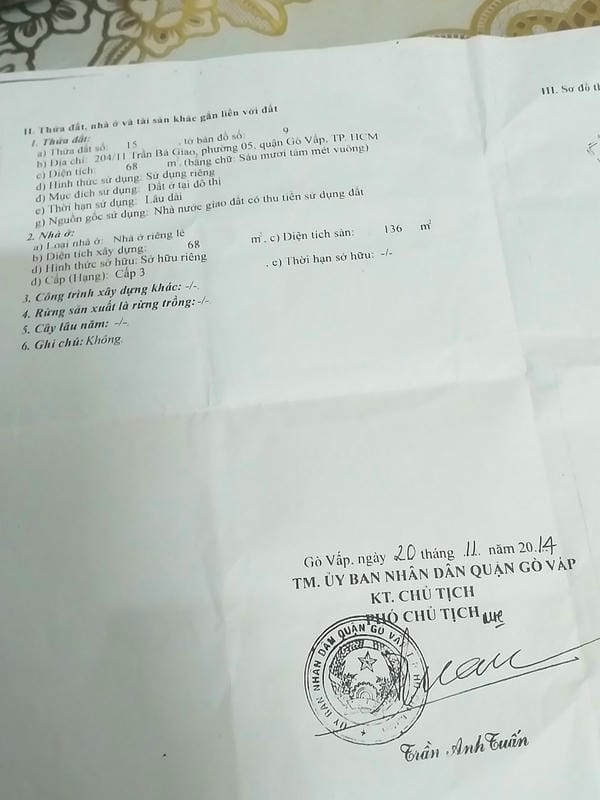 II. Thửa đất, nhà ở và tài sản khác gắn liền với đất
III. Sơ đồ th
1. Thửa đất:
a) Thửa đất số: 15 , tờ bản đồ số: 9
b) Địa chỉ: 204/11 Trần Bá Giao, phường 05, quận Gò Vấp, TP. HCM
c) Diện tích: 68 m², (bằng chữ: Sáu mươi tám mét vuông)
d) Hình thức sử dụng: Sử dụng riêng
đ) Mục đích sử dụng: Đất ở tại đô thị
e) Thời hạn sử dụng: Lâu dài
g) Nguồn gốc sử dụng: Nhà nước giao đất có thu tiền sử dụng đất
2. Nhà ở:
a) Loại nhà ở: Nhà ở riêng lẻ
b) Diện tích xây dựng: 68 m², c) Diện tích sàn: 136 m²
d) Hình thức sở hữu: Sở hữu riêng , e) Thời hạn sở hữu: -/-
đ) Cấp (Hạng): Cấp 3
3. Công trình xây dựng khác: -/-
4. Rừng sản xuất là rừng trồng: -/-
5. Cây lâu năm: -/-
6. Ghi chú: Không.
Gò Vấp, ngày 20 tháng .11. năm 2014
TM. ỦY BAN NHÂN DÂN QUẬN GÒ VẤP
KT. CHỦ TỊCH
PHÓ CHỦ TỊCH
ỦY BAN NHÂN DÂN QUẬN GÒ VẤP
Trần Anh Tuấn